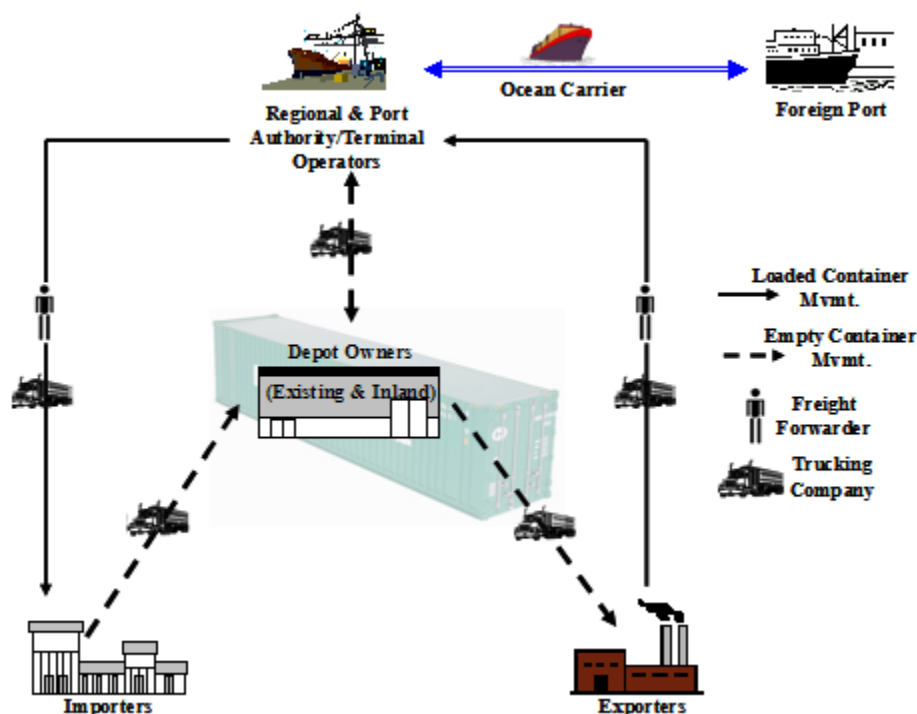 Ocean Carrier
Foreign Port
Regional & Port
Authority/Terminal
Operators
Loaded Container
Mvmt.
Empty Container
Mvmt.
Depot Owners
(Existing & Inland)
Freight
Forwarder
Trucking
Company
Importers
Exporters